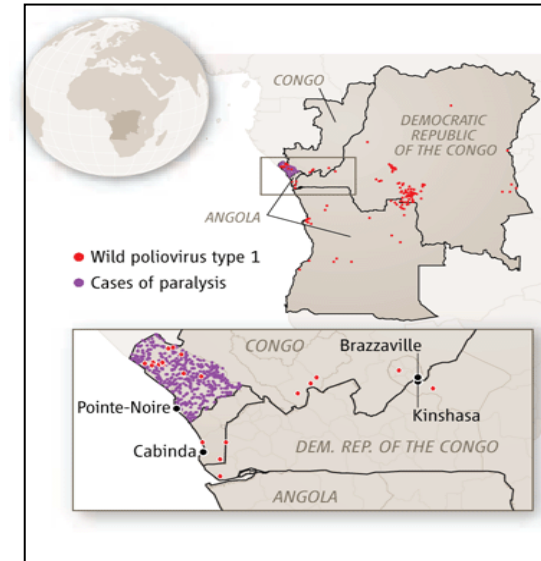 CONGO
DEMOCRATIC
REPUBLIC
OF THE CONGO
ANGOLA
Wild poliovirus type 1
Cases of paralysis
CONGO
Brazzaville
Pointe-Noire
Kinshasa
Cabinda
DEM. REP. OF THE CONGO
ANGOLA